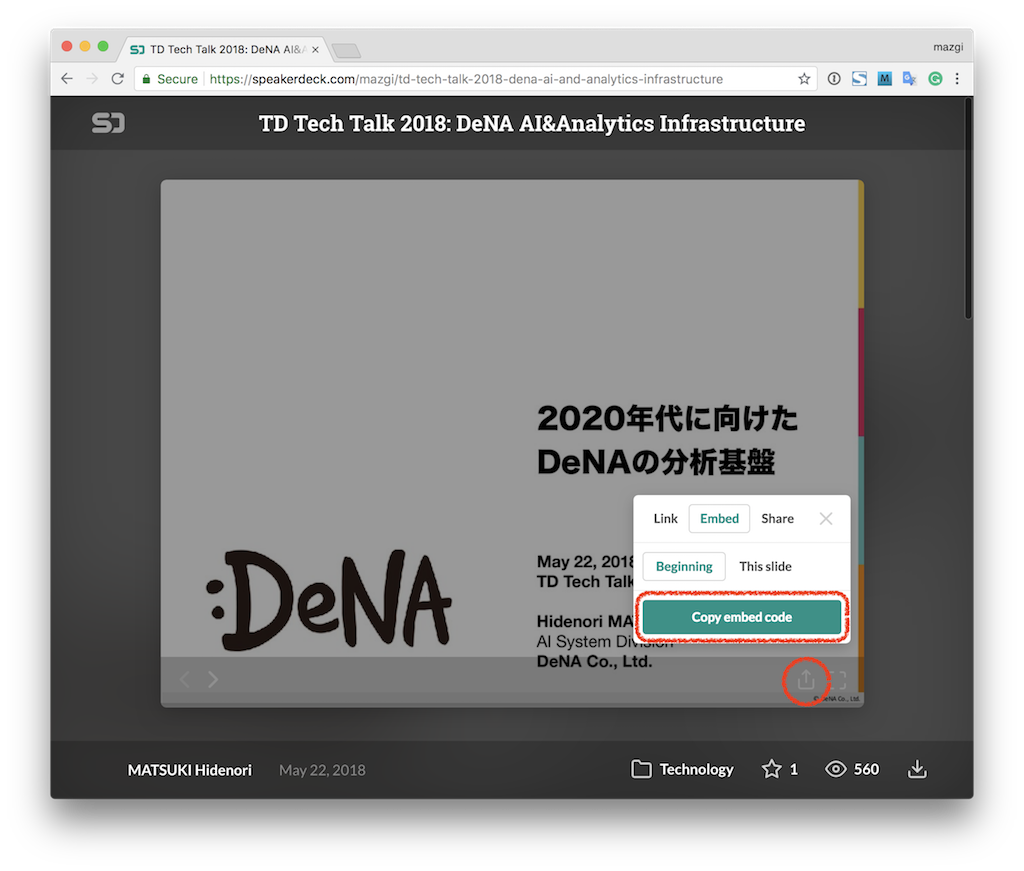 TD Tech Talk 2018: DeNA AI&A
mazgi
Secure
https://speakerdeck.com/mazgi/td-tech-talk-2018-dena-ai-and-analytics-infrastructure
TD Tech Talk 2018: DeNA AI&Analytics Infrastructure
2020年代に向けた
DeNAの分析基盤
Link Embed Share
Beginning This slide
Copy embed code
May 22, 2018
TD Tech Talk
Hidenori MA
AI System Division
DeNA Co., Ltd.
:DeNA
© DeNA Co., Ltd.
MATSUKI Hidenori May 22, 2018 Technology 1 560